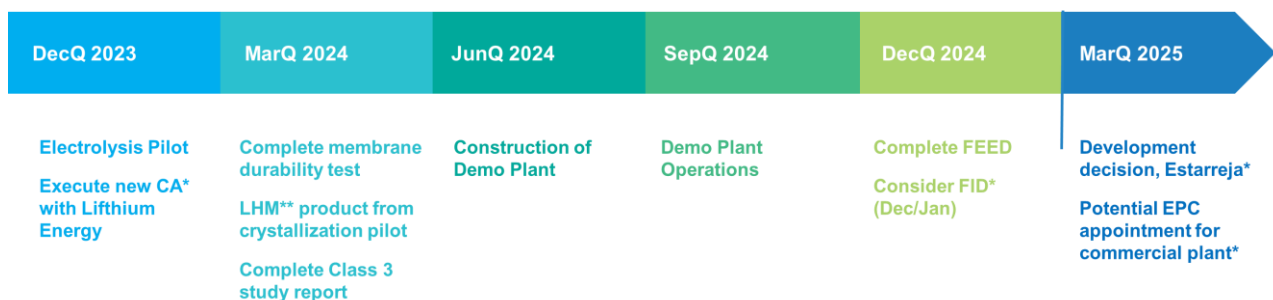 DecQ 2023
MarQ 2024
JunQ 2024
SepQ 2024
DecQ 2024
MarQ 2025
Electrolysis Pilot
Execute new CA*
with Lifthium
Energy
Complete membrane
durability test
LHM** product from
crystallization pilot
Complete Class 3
study report
Construction of
Demo Plant
Demo Plant
Operations
Complete FEED
Consider FID*
(Dec/Jan)
Development
decision, Estarreja*
Potential EPC
appointment for
commercial plant*